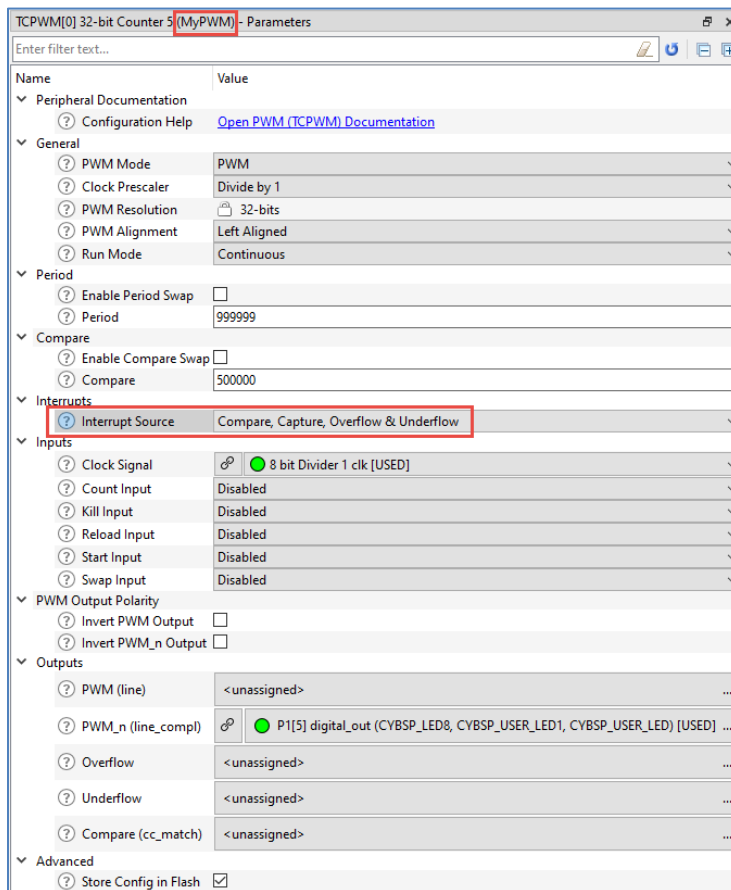 TCPWM[0] 32-bit Counter 5 (MyPWM) - Parameters
Enter filter text...
Name Value
Peripheral Documentation
Configuration Help Open PWM (TCPWM) Documentation
General
PWM Mode PWM
Clock Prescaler Divide by 1
PWM Resolution 32-bits
PWM Alignment Left Aligned
Run Mode Continuous
Period
Enable Period Swap
Period 999999
Compare
Enable Compare Swap
Compare 500000
Interrupts
Interrupt Source Compare, Capture, Overflow & Underflow
Inputs
Clock Signal 8 bit Divider 1 clk [USED]
Count Input Disabled
Kill Input Disabled
Reload Input Disabled
Start Input Disabled
Swap Input Disabled
PWM Output Polarity
Invert PWM Output
Invert PWM_n Output
Outputs
PWM (line) <unassigned> ...
PWM_n (line_compl) P1[5] digital_out (CYBSP_LED8, CYBSP_USER_LED1, CYBSP_USER_LED) [USED] ...
Overflow <unassigned> ...
Underflow <unassigned> ...
Compare (cc_match) <unassigned> ...
Advanced
Store Config in Flash